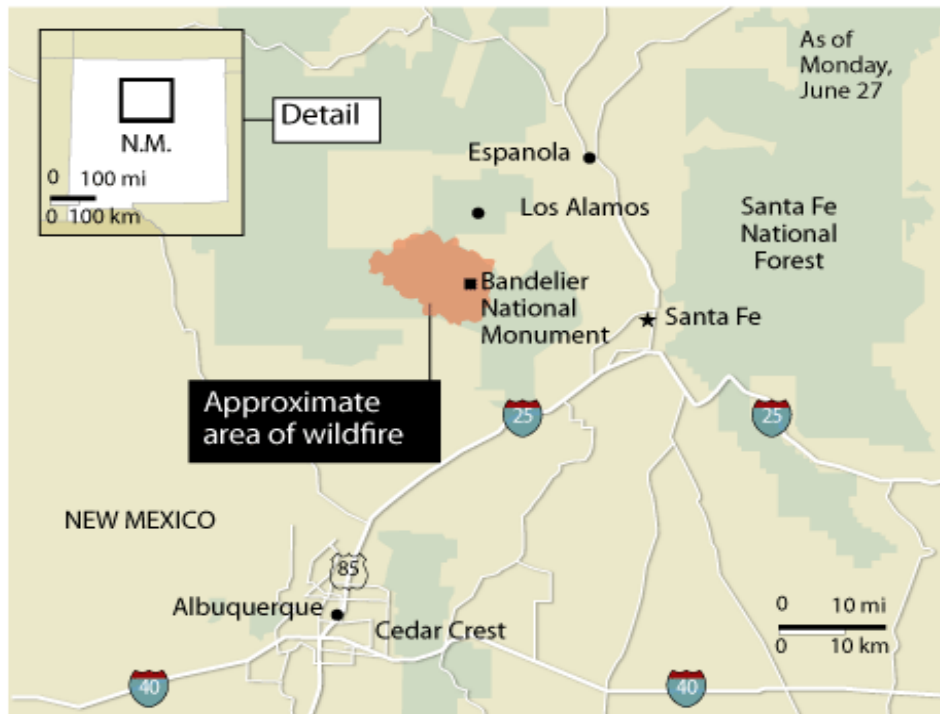 As of
Monday,
June 27
Detail
N.M.
0 100 mi
0 100 km
Espanola
Los Alamos
Santa Fe
National
Forest
Bandelier
National
Monument
Santa Fe
Approximate
area of wildfire
25
25
NEW MEXICO
85
Albuquerque
Cedar Crest
0 10 mi
0 10 km
40
40